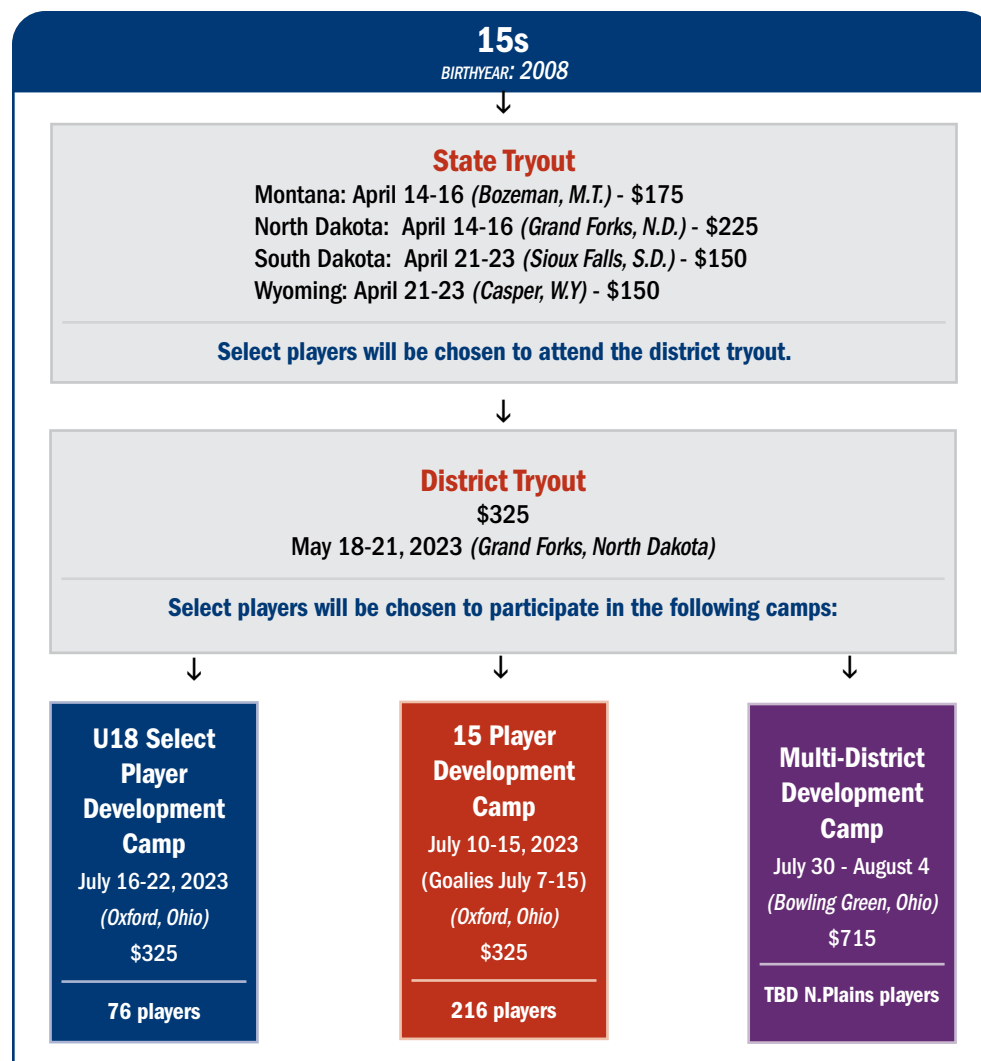 15s
BIRTHYEAR: 2008
State Tryout
Montana: April 14-16 (Bozeman, M.T.) - $175
North Dakota: April 14-16 (Grand Forks, N.D.) - $225
South Dakota: April 21-23 (Sioux Falls, S.D.) - $150
Wyoming: April 21-23 (Casper, W.Y) - $150
Select players will be chosen to attend the district tryout.
District Tryout
$325
May 18-21, 2023 (Grand Forks, North Dakota)
Select players will be chosen to participate in the following camps:
U18 Select
Player
Development
Camp
July 16-22, 2023
(Oxford, Ohio)
$325
76 players
15 Player
Development
Camp
July 10-15, 2023
(Goalies July 7-15)
(Oxford, Ohio)
$325
216 players
Multi-District
Development
Camp
July 30 - August 4
(Bowling Green, Ohio)
$715
TBD N.Plains players